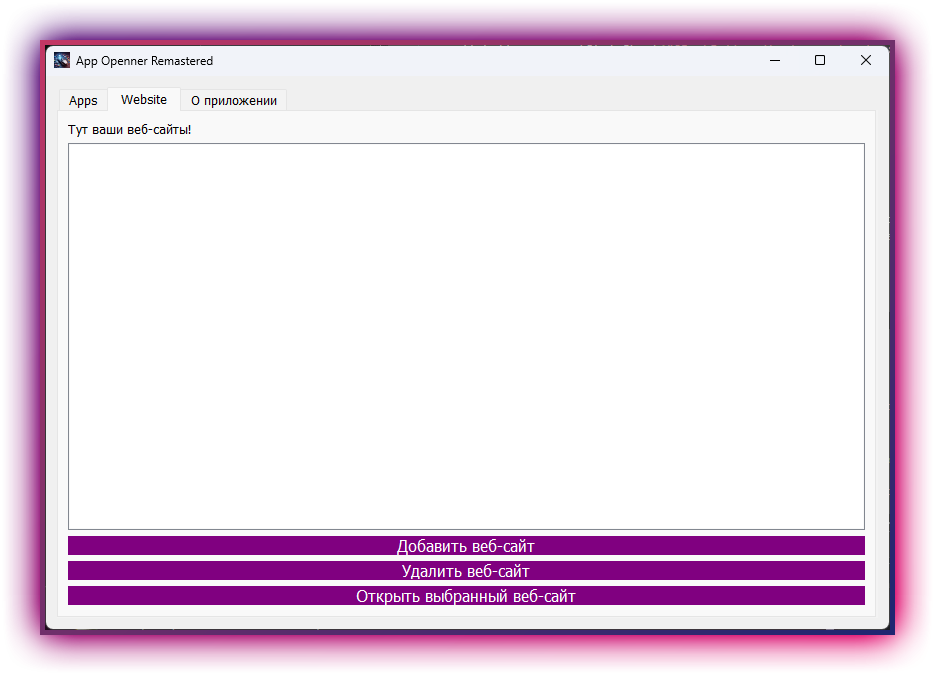 App Openner Remastered
Apps Website О приложении
Тут ваши веб-сайты!
Добавить веб-сайт
Удалить веб-сайт
Открыть выбранный веб-сайт